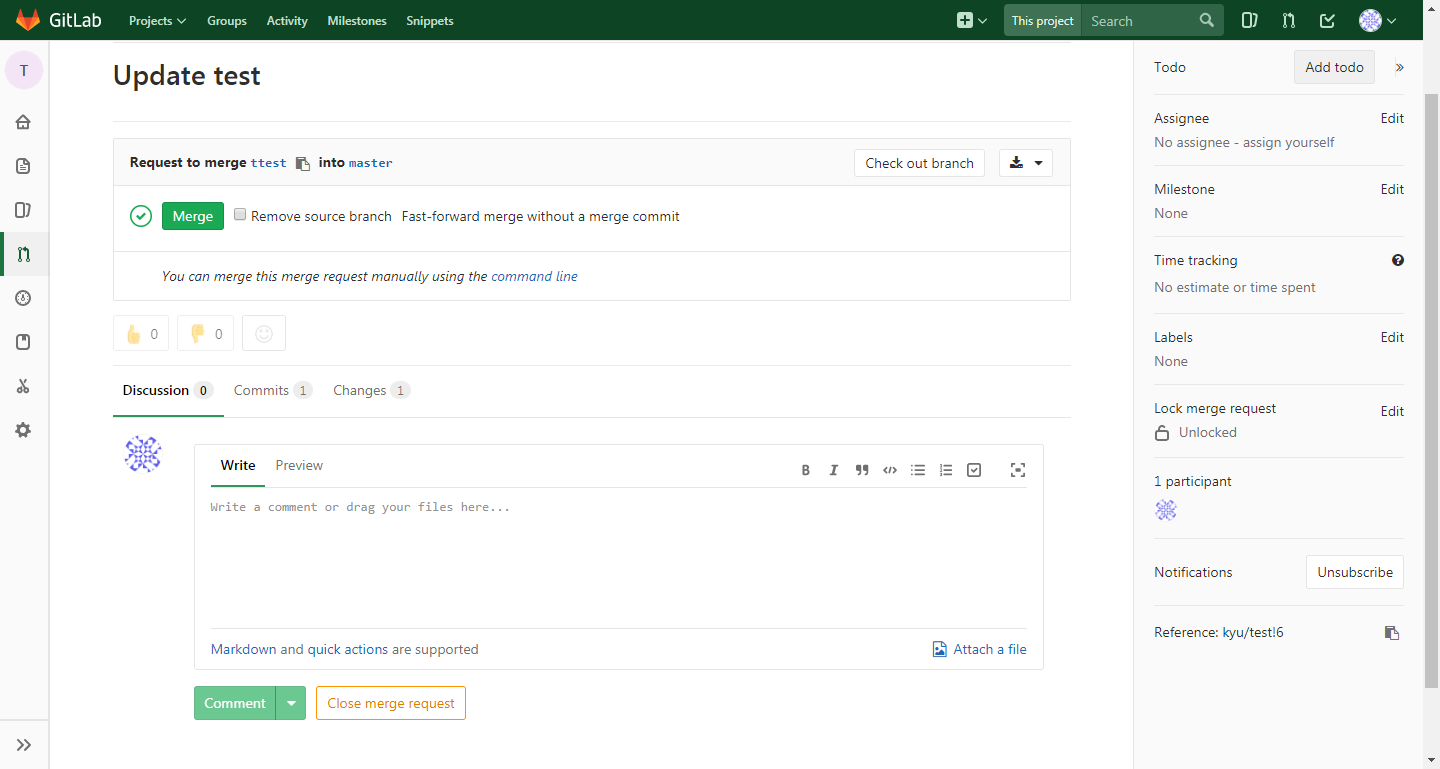 GitLab Projects Groups Activity Milestones Snippets This project Search
T
Update test
Request to merge ttest into master Check out branch
Merge Remove source branch Fast-forward merge without a merge commit
You can merge this merge request manually using the command line
0 0
Discussion 0 Commits 1 Changes 1
Write Preview
Write a comment or drag your files here...
Markdown and quick actions are supported Attach a file
Comment Close merge request
Todo Add todo
Assignee Edit
No assignee - assign yourself
Milestone Edit
None
Time tracking
No estimate or time spent
Labels Edit
None
Lock merge request Edit
Unlocked
1 participant
Notifications Unsubscribe
Reference: kyu/test!6